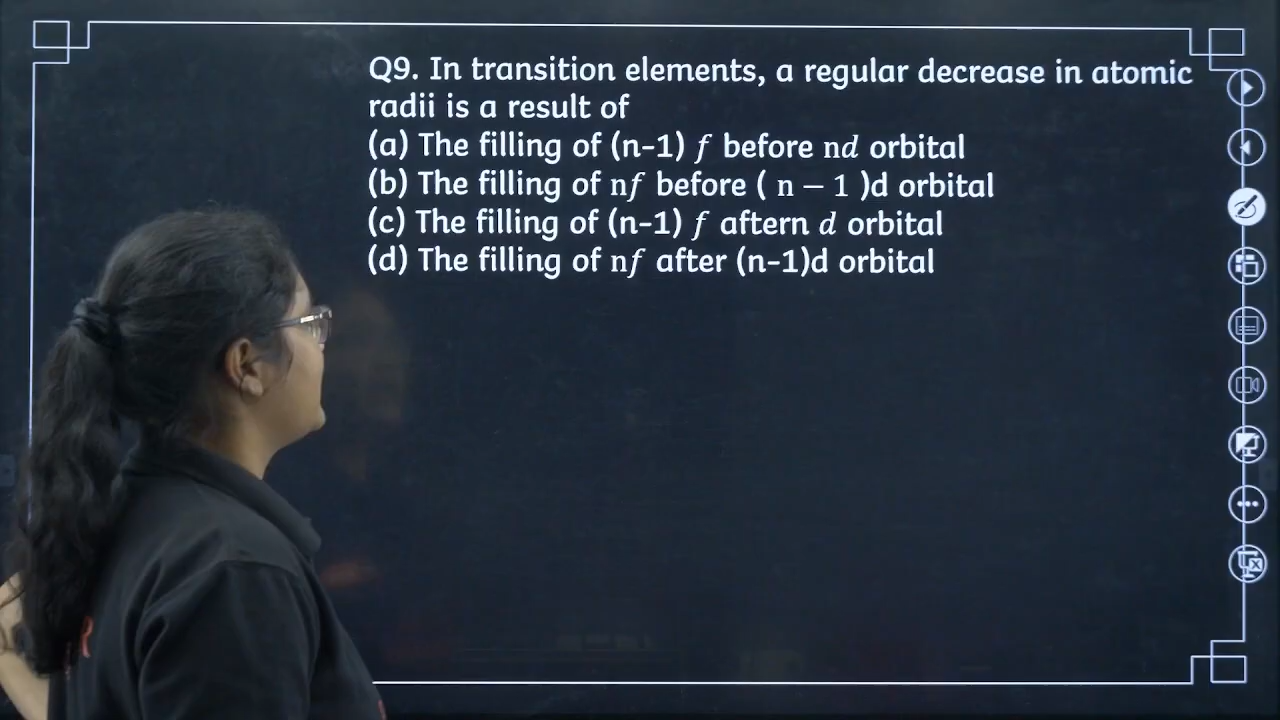 Q9. In transition elements, a regular decrease in atomic
radii is a result of
(a) The filling of (n-1) f before nd orbital
(b) The filling of nf before ( n − 1 )d orbital
(c) The filling of (n-1) f aftern d orbital
(d) The filling of nf after (n-1)d orbital